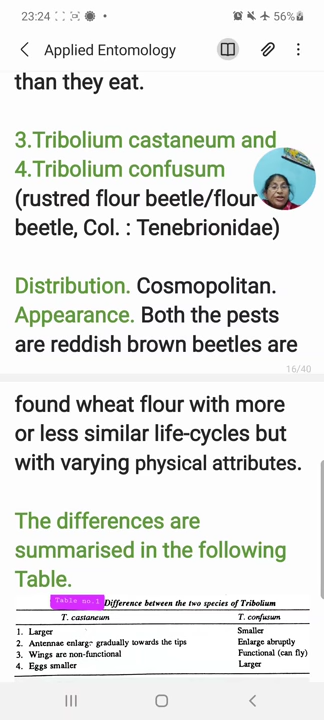 23:24
56%
Applied Entomology
than they eat.
3.Tribolium castaneum and
4.Tribolium confusum
(rustred flour beetle/flour
beetle, Col. : Tenebrionidae)
Distribution. Cosmopolitan.
Appearance. Both the pests
are reddish brown beetles are
16/40
found wheat flour with more
or less similar life-cycles but
with varying physical attributes.
The differences are
summarised in the following
Table.
Table no.1 Difference between the two species of Tribolium
T. castaneum T. confusum
1. Larger Smaller
2. Antennae enlarge gradually towards the tips Enlarge abruptly
3. Wings are non-functional Functional (can fly)
4. Eggs smaller Larger